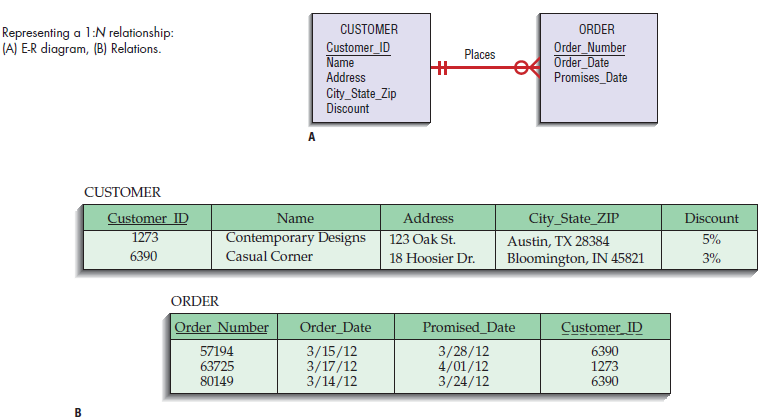 Representing a 1:N relationship:
(A) E-R diagram, (B) Relations.
CUSTOMER
Customer_ID
Name
Address
City_State_Zip
Discount
Places
ORDER
Order_Number
Order_Date
Promises_Date
A
CUSTOMER
Customer_ID Name Address City_State_ZIP Discount
1273 Contemporary Designs 123 Oak St. Austin, TX 28384 5%
6390 Casual Corner 18 Hoosier Dr. Bloomington, IN 45821 3%
ORDER
Order_Number Order_Date Promised_Date Customer_ID
57194 3/15/12 3/28/12 6390
63725 3/17/12 4/01/12 1273
80149 3/14/12 3/24/12 6390
B